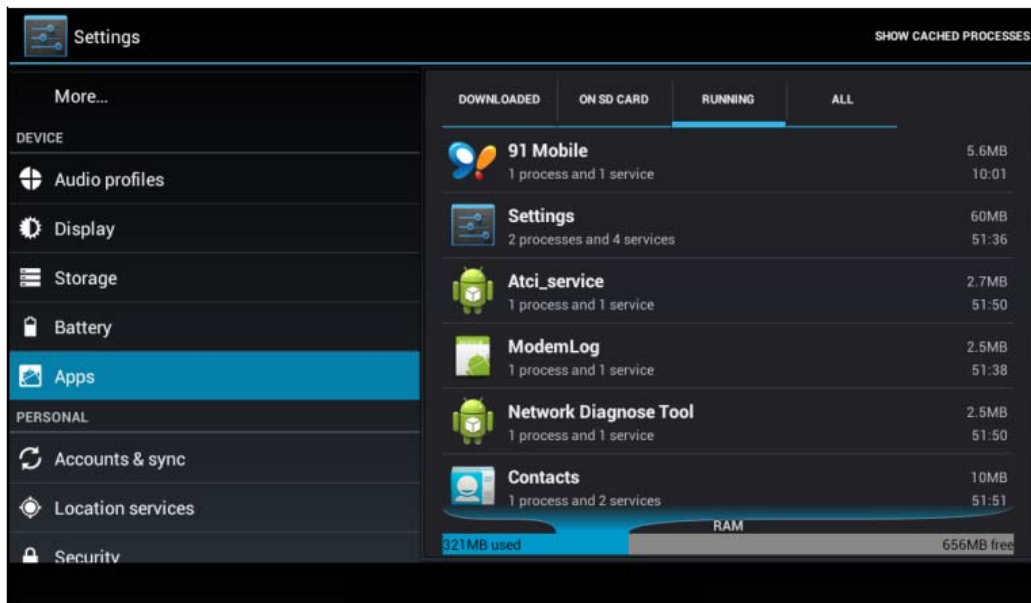 Settings
SHOW CACHED PROCESSES
More...
DEVICE
Audio profiles
Display
Storage
Battery
Apps
PERSONAL
Accounts & sync
Location services
Security
DOWNLOADED
ON SD CARD
RUNNING
ALL
91 Mobile
5.6MB
1 process and 1 service
10:01
Settings
60MB
2 processes and 4 services
51:36
Atci_service
2.7MB
1 process and 1 service
51:50
ModemLog
2.5MB
1 process and 1 service
51:38
Network Diagnose Tool
2.5MB
1 process and 1 service
51:50
Contacts
10MB
1 process and 2 services
51:51
RAM
321MB used
656MB free